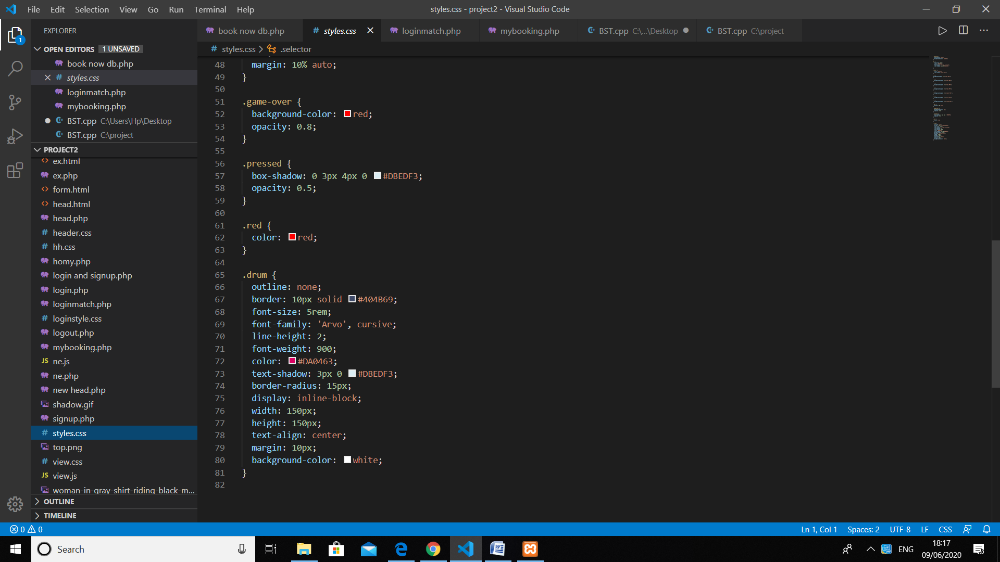 File Edit Selection View Go Run Terminal Help
styles.css - project2 - Visual Studio Code
EXPLORER
1
OPEN EDITORS 1 UNSAVED
book now db.php
styles.css
loginmatch.php
mybooking.php
BST.cpp C:\Users\Hp\Desktop
BST.cpp C:\project
PROJECT2
ex.html
ex.php
form.html
head.html
head.php
header.css
hh.css
homy.php
login and signup.php
login.php
loginmatch.php
loginstyle.css
logout.php
mybooking.php
JS ne.js
ne.php
new head.php
shadow.gif
signup.php
# styles.css
top.png
# view.css
JS view.js
woman-in-gray-shirt-riding-black-m...
OUTLINE
TIMELINE
book now db.php
# styles.css
loginmatch.php
mybooking.php
BST.cpp C:\...\Desktop
BST.cpp C:\project
# styles.css > .selector
48 margin: 10% auto;
49 }
50
51 .game-over {
52 background-color: red;
53 opacity: 0.8;
54 }
55
56 .pressed {
57 box-shadow: 0 3px 4px 0 #DBEDF3;
58 opacity: 0.5;
59 }
60
61 .red {
62 color: red;
63 }
64
65 .drum {
66 outline: none;
67 border: 10px solid #404B69;
68 font-size: 5rem;
69 font-family: 'Arvo', cursive;
70 line-height: 2;
71 font-weight: 900;
72 color: #DA0463;
73 text-shadow: 3px 0 #DBEDF3;
74 border-radius: 15px;
75 display: inline-block;
76 width: 150px;
77 height: 150px;
78 text-align: center;
79 margin: 10px;
80 background-color: white;
81 }
82
0 0
Ln 1, Col 1 Spaces: 2 UTF-8 LF CSS
Search
ENG
18:17
09/06/2020